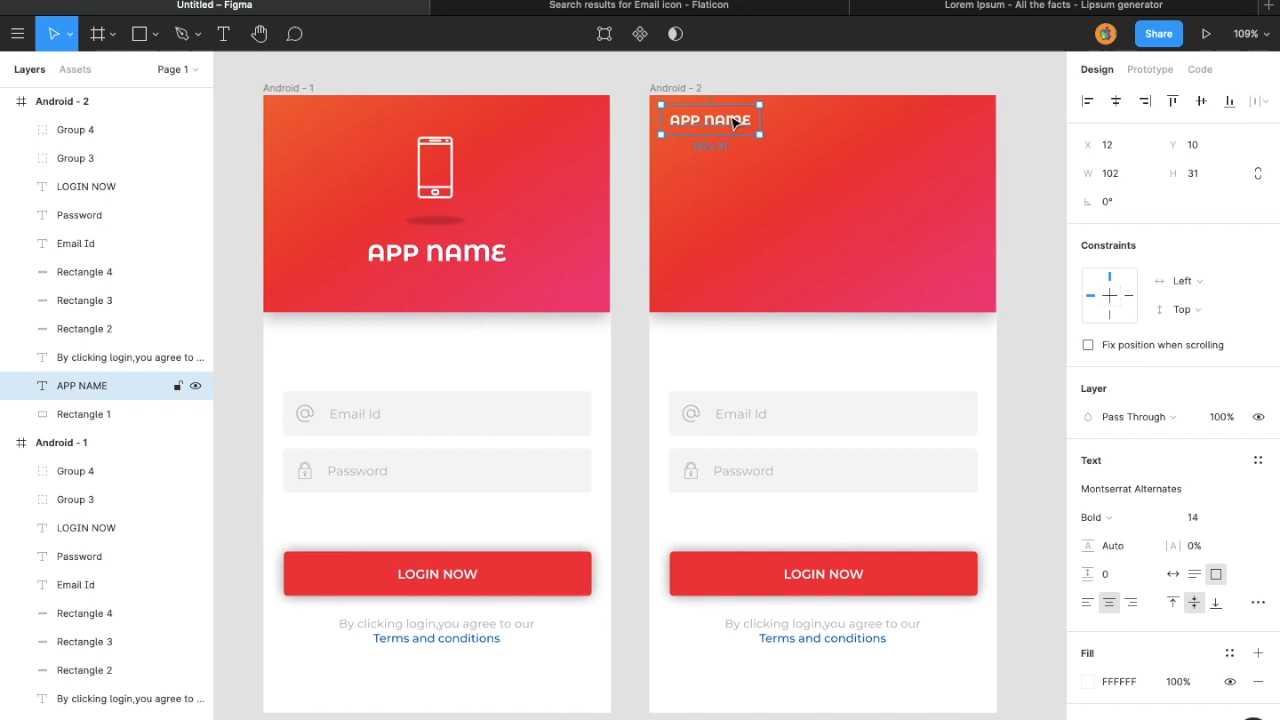 Untitled – Figma
Search results for Email icon - Flaticon
Lorem Ipsum - All the facts - Lipsum generator
Share
109%
Layers
Assets
Page 1
Android - 2
Group 4
Group 3
LOGIN NOW
Password
Email Id
Rectangle 4
Rectangle 3
Rectangle 2
By clicking login,you agree to ...
APP NAME
Rectangle 1
Android - 1
Group 4
Group 3
LOGIN NOW
Password
Email Id
Rectangle 4
Rectangle 3
Rectangle 2
By clicking login,you agree to ...
Android - 1
APP NAME
Email Id
Password
LOGIN NOW
By clicking login,you agree to our
Terms and conditions
Android - 2
APP NAME
102 x 31
Email Id
Password
LOGIN NOW
By clicking login,you agree to our
Terms and conditions
Design
Prototype
Code
X 12 Y 10
W 102 H 31
0°
Constraints
Left
Top
Fix position when scrolling
Layer
Pass Through 100%
Text
Montserrat Alternates
Bold 14
Auto |A| 0%
0
Fill
FFFFFF 100%